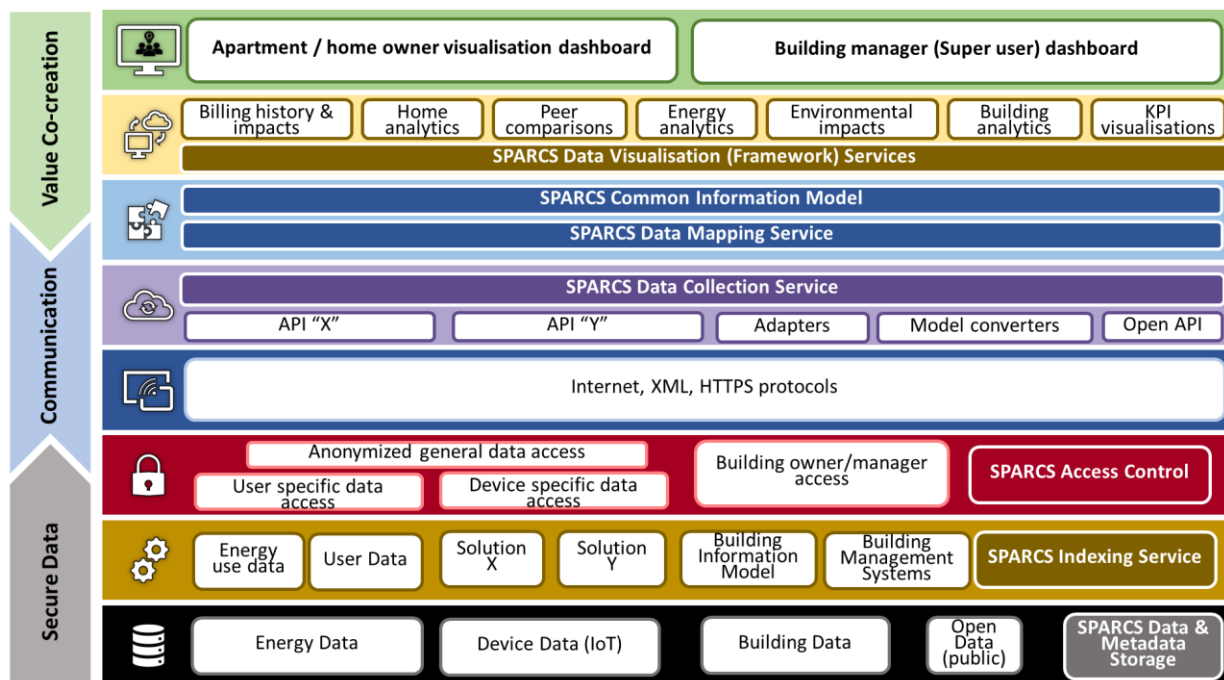 Value Co-creation
Communication
Secure Data
Apartment / home owner visualisation dashboard
Building manager (Super user) dashboard
Billing history &
impacts
Home
analytics
Peer
comparisons
Energy
analytics
Environmental
impacts
Building
analytics
KPI
visualisations
SPARCS Data Visualisation (Framework) Services
SPARCS Common Information Model
SPARCS Data Mapping Service
SPARCS Data Collection Service
API “X”
API “Y”
Adapters
Model converters
Open API
Internet, XML, HTTPS protocols
Anonymized general data access
User specific data
access
Device specific data
access
Building owner/manager
access
SPARCS Access Control
Energy
use data
User Data
Solution
X
Solution
Y
Building
Information
Model
Building
Management
Systems
SPARCS Indexing Service
Energy Data
Device Data (IoT)
Building Data
Open
Data
(public)
SPARCS Data &
Metadata
Storage